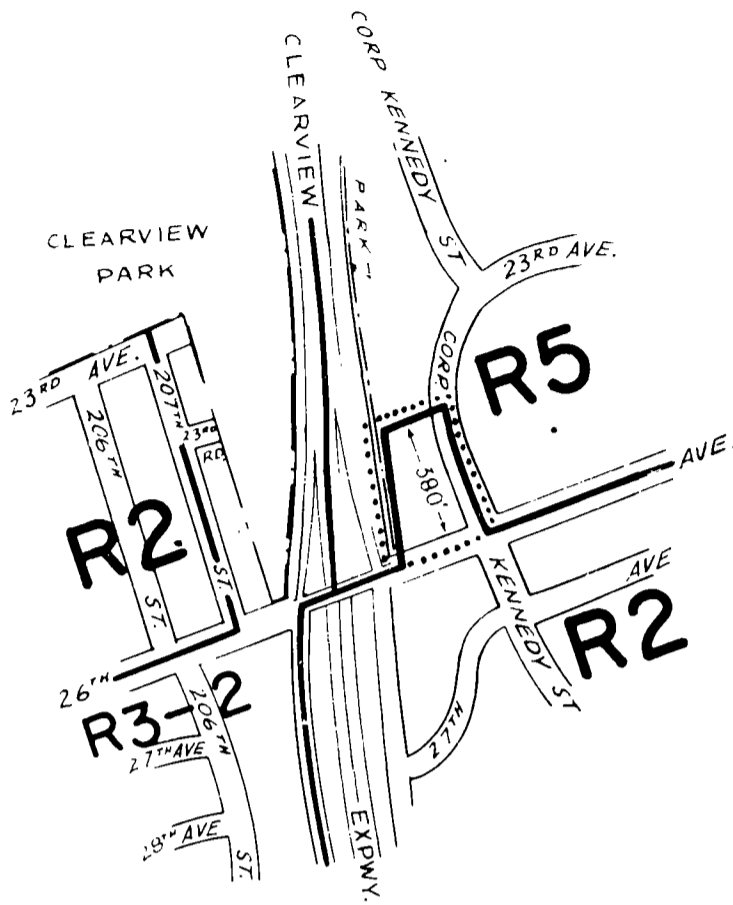 CORP KENNEDY ST
CLEARVIEW
PARK
CLEARVIEW
PARK
23RD AVE.
CORP.
R5
23RD AVE.
207TH
23RD
RD.
206TH
380'
AVE.
R2
ST.
ST.
KENNEDY ST
AVE
R2
26TH
R3-2
206TH
27TH AVE
27TH
28TH AVE
ST.
EXPWY.